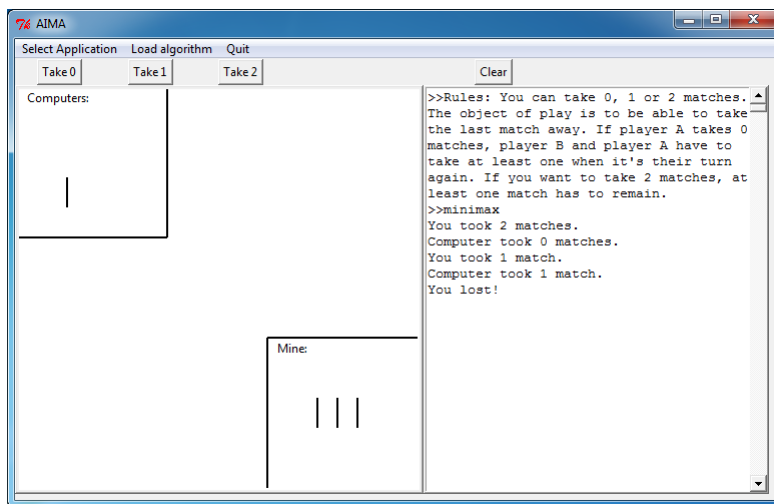 AIMA
Select Application Load algorithm Quit
Take 0 Take 1 Take 2 Clear
Computers:
>>Rules: You can take 0, 1 or 2 matches.
The object of play is to be able to take
the last match away. If player A takes 0
matches, player B and player A have to
take at least one when it's their turn
again. If you want to take 2 matches, at
least one match has to remain.
>>minimax
You took 2 matches.
Computer took 0 matches.
You took 1 match.
Computer took 1 match.
You lost!
Mine: